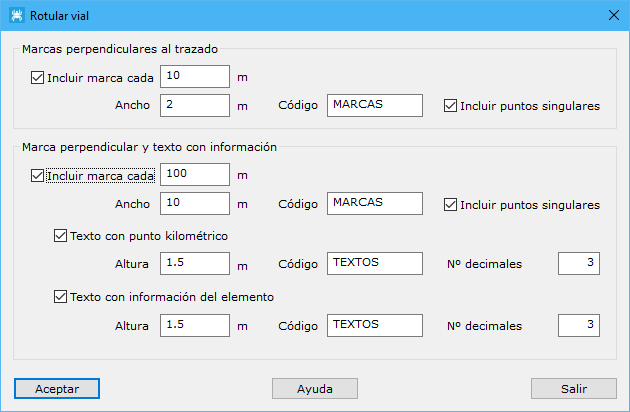 Rotular vial
Marcas perpendiculares al trazado
Incluir marca cada 10 m
Ancho 2 m Código MARCAS Incluir puntos singulares
Marca perpendicular y texto con información
Incluir marca cada 100 m
Ancho 10 m Código MARCAS Incluir puntos singulares
Texto con punto kilométrico
Altura 1.5 m Código TEXTOS Nº decimales 3
Texto con información del elemento
Altura 1.5 m Código TEXTOS Nº decimales 3
Aceptar Ayuda Salir